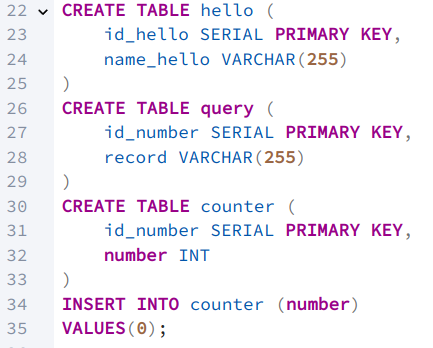 22 CREATE TABLE hello (
23     id_hello SERIAL PRIMARY KEY,
24     name_hello VARCHAR(255)
25 )
26 CREATE TABLE query (
27     id_number SERIAL PRIMARY KEY,
28     record VARCHAR(255)
29 )
30 CREATE TABLE counter (
31     id_number SERIAL PRIMARY KEY,
32     number INT
33 )
34 INSERT INTO counter (number)
35 VALUES(0);